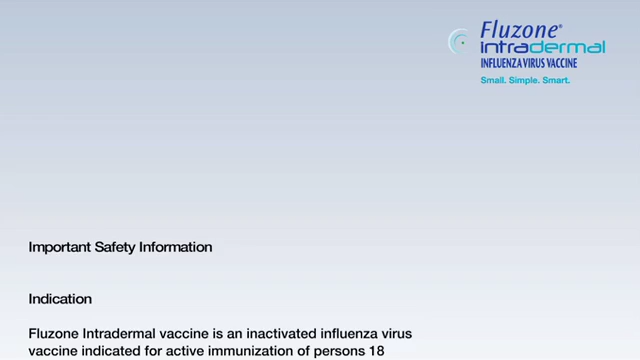 Fluzone®
intradermal
INFLUENZA VIRUS VACCINE
Small. Simple. Smart.
Important Safety Information
Indication
Fluzone Intradermal vaccine is an inactivated influenza virus
vaccine indicated for active immunization of persons 18